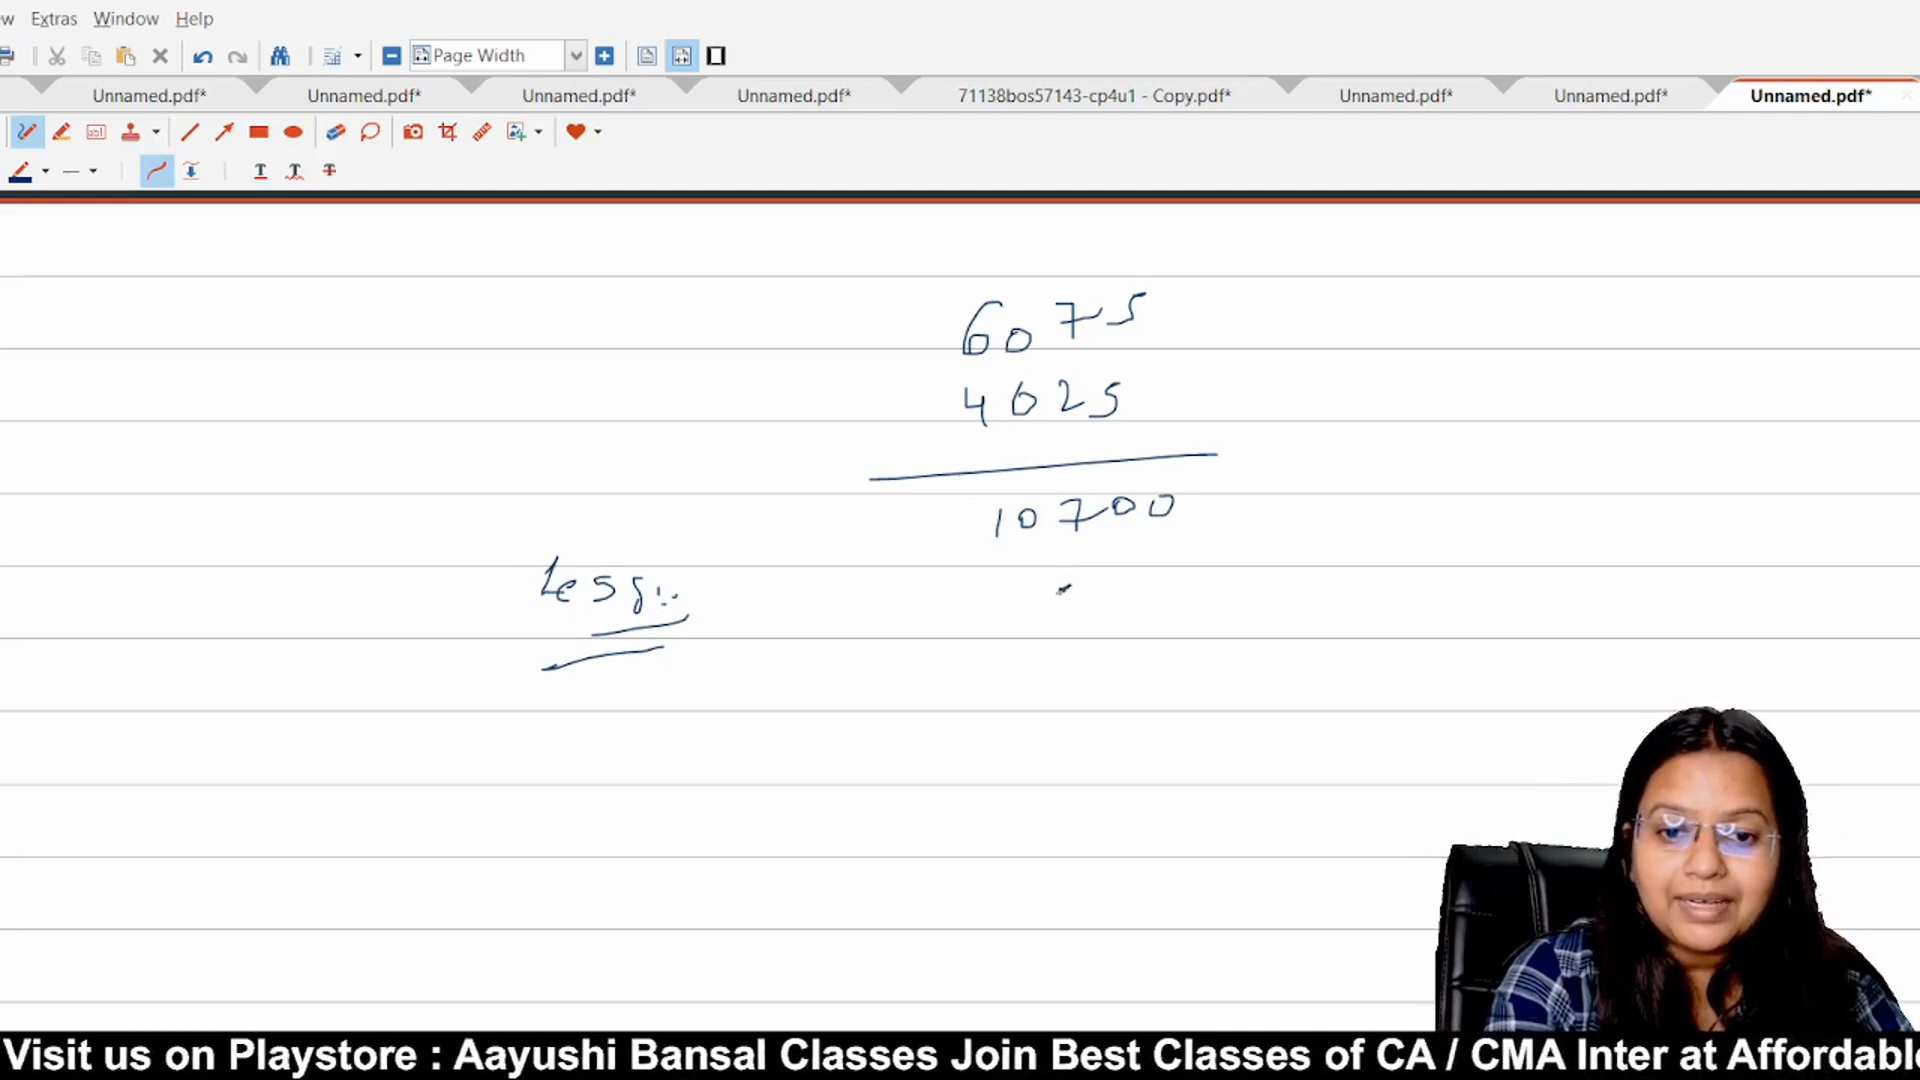 Extras Window Help
Page Width
Unnamed.pdf* Unnamed.pdf* Unnamed.pdf* Unnamed.pdf* 71138bos57143-cp4u1 - Copy.pdf* Unnamed.pdf* Unnamed.pdf* Unnamed.pdf*
6075
4025
10700
Less:
Visit us on Playstore : Aayushi Bansal Classes Join Best Classes of CA / CMA Inter at Affordabl